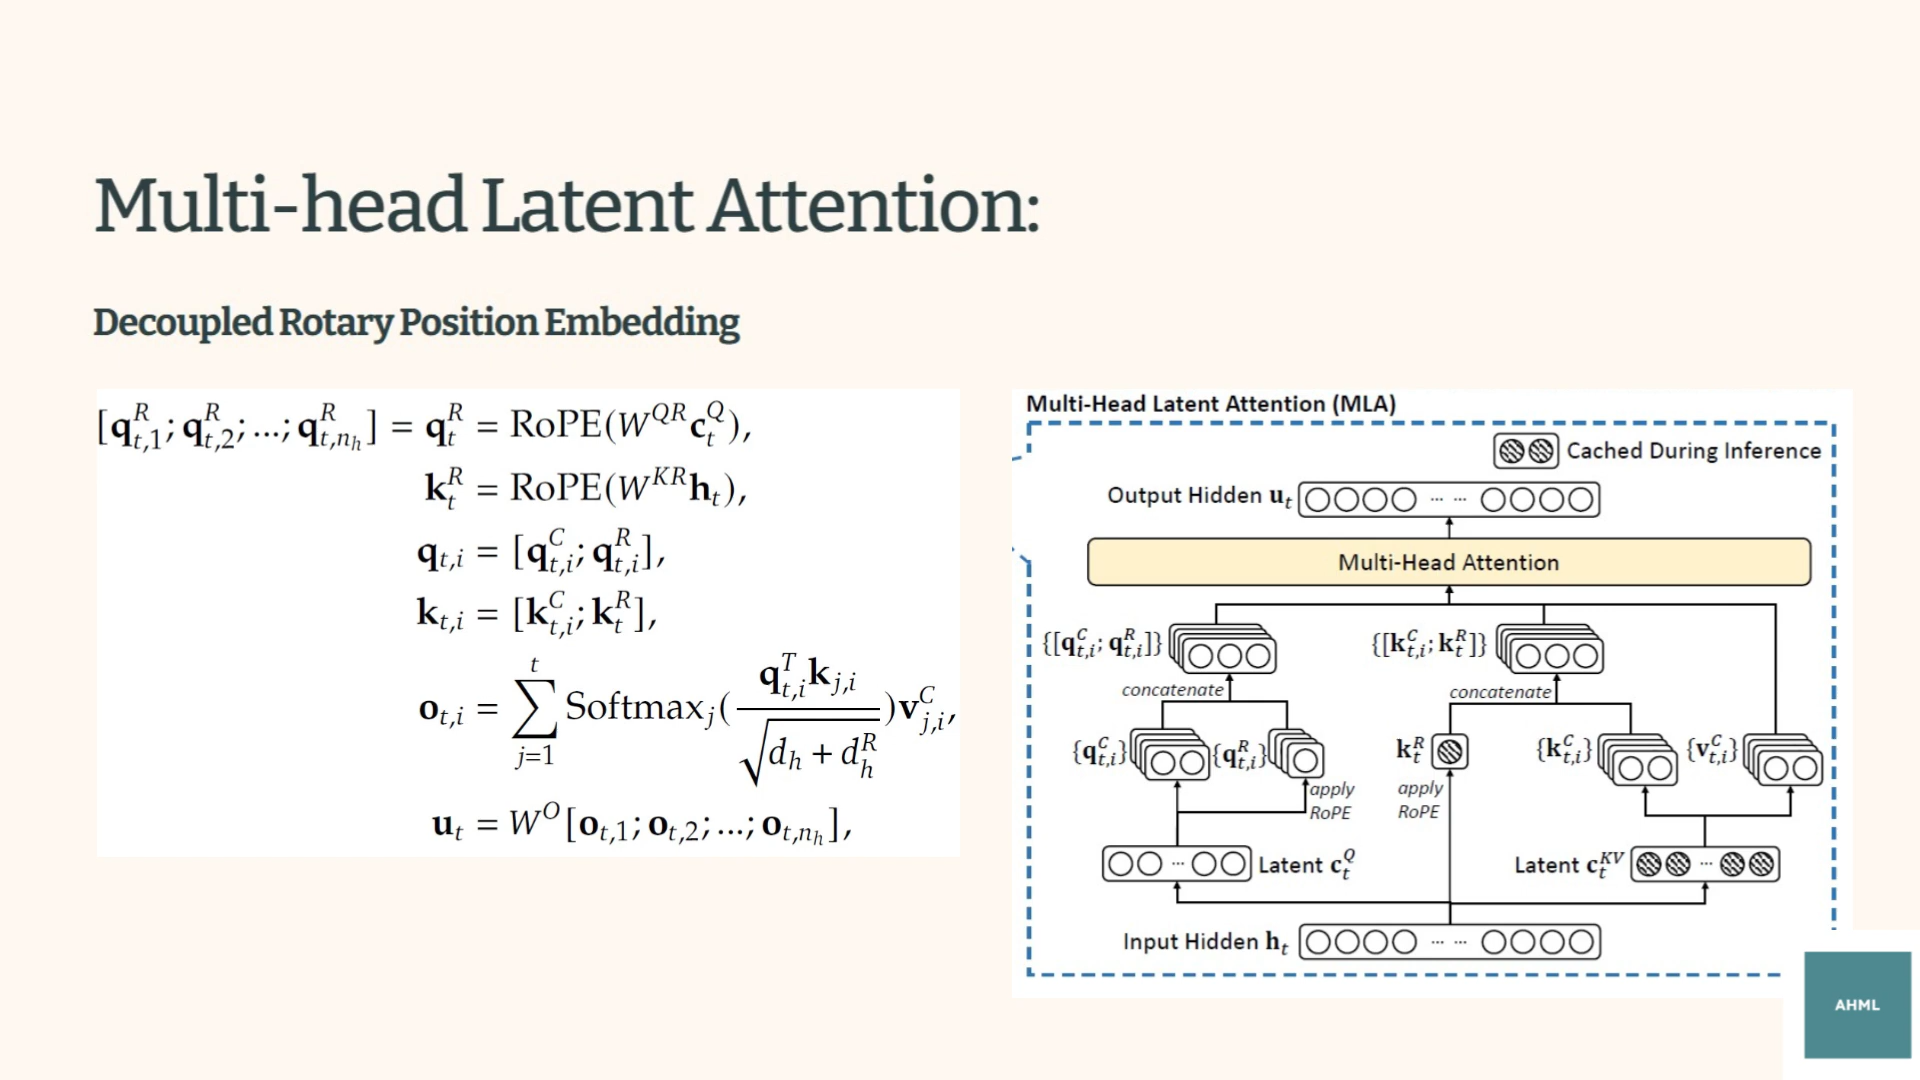 Multi-head Latent Attention:
Decoupled Rotary Position Embedding
[q^R_{t,1}; q^R_{t,2}; ...; q^R_{t,n_h}] = q^R_t = RoPE(W^{QR} c^Q_t),
k^R_t = RoPE(W^{KR} h_t),
q_{t,i} = [q^C_{t,i}; q^R_{t,i}],
k_{t,i} = [k^C_{t,i}; k^R_t],
o_{t,i} = \sum_{j=1}^{t} Softmax_j(\frac{q^T_{t,i} k_{j,i}}{\sqrt{d_h + d^R_h}}) v^C_{j,i},
u_t = W^O [o_{t,1}; o_{t,2}; ...; o_{t,n_h}],
Multi-Head Latent Attention (MLA)
Cached During Inference
Output Hidden u_t ... ...
Multi-Head Attention
{[q^C_{t,i}; q^R_{t,i}]} {[k^C_{t,i}; k^R_t]}
concatenate concatenate
{q^C_{t,i}} {q^R_{t,i}} k^R_t {k^C_{t,i}} {v^C_{t,i}}
apply apply
RoPE RoPE
... Latent c^Q_t Latent c^{KV}_t ...
Input Hidden h_t ... ...
AHML